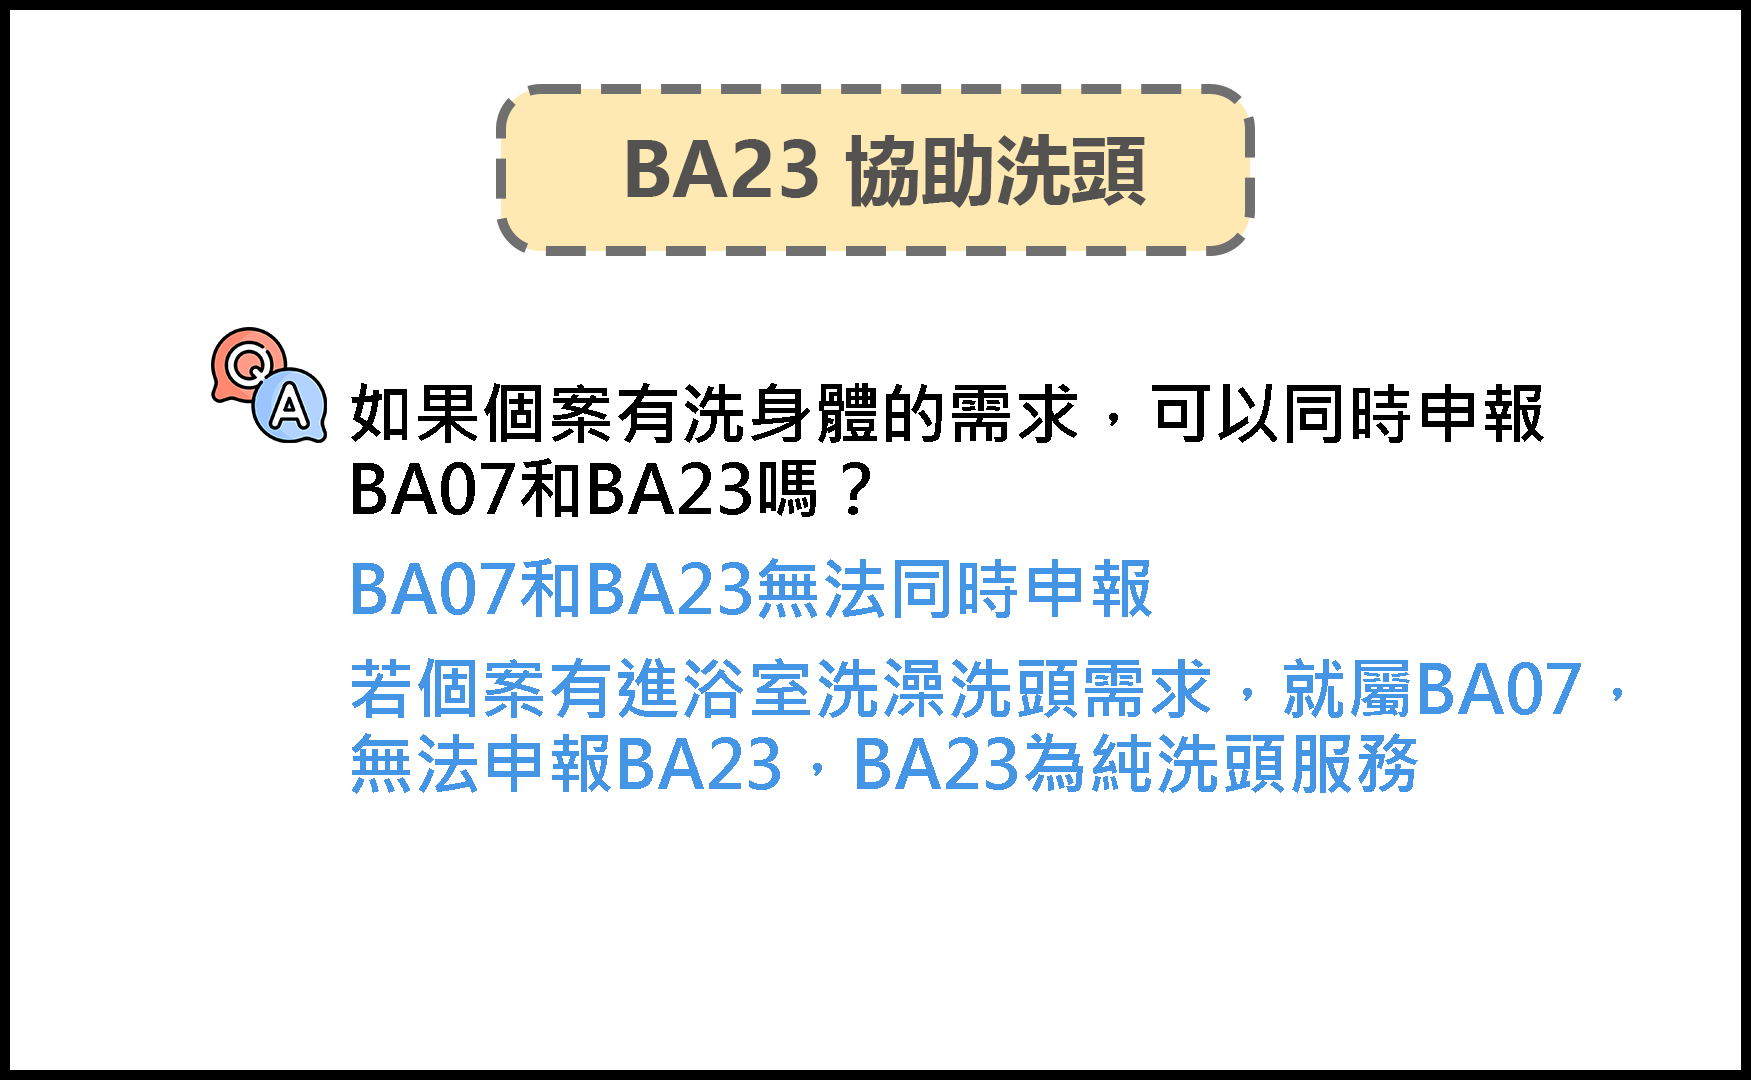 BA23 協助洗頭
QA
如果個案有洗身體的需求，可以同時申報
BA07和BA23嗎？
BA07和BA23無法同時申報
若個案有進浴室洗澡洗頭需求，就屬BA07，
無法申報BA23，BA23為純洗頭服務